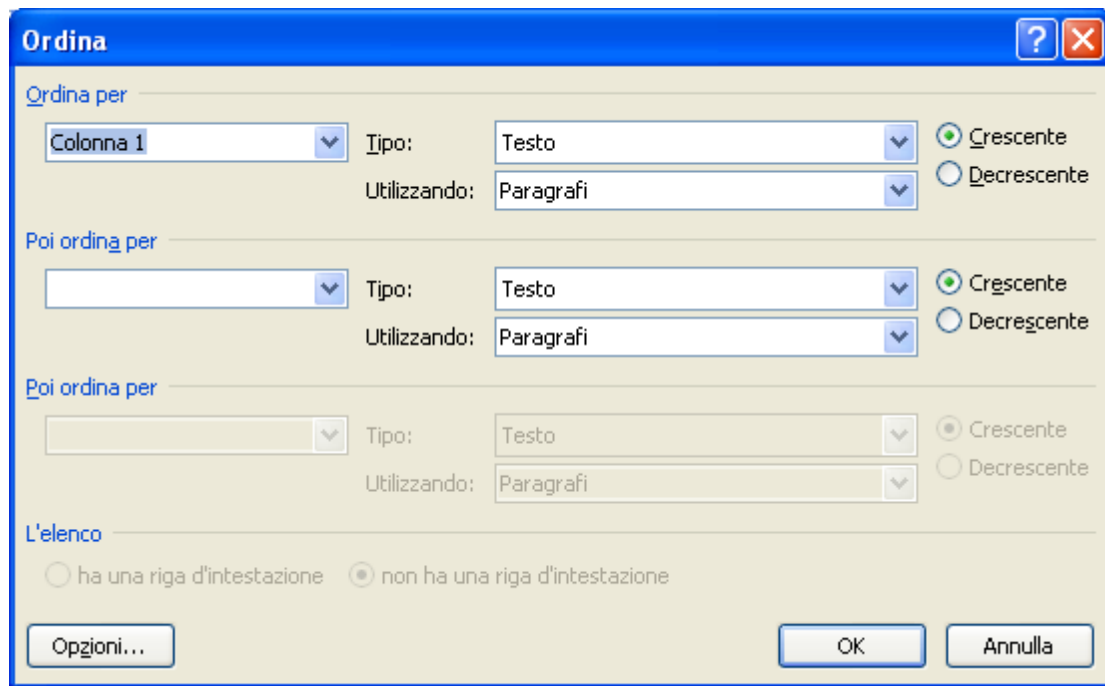 Ordina
Ordina per
Colonna 1 Tipo: Testo Crescente
Utilizzando: Paragrafi Decrescente
Poi ordina per
Tipo: Testo Crescente
Utilizzando: Paragrafi Decrescente
Poi ordina per
Tipo: Testo Crescente
Utilizzando: Paragrafi Decrescente
L'elenco
ha una riga d'intestazione non ha una riga d'intestazione
Opzioni... OK Annulla